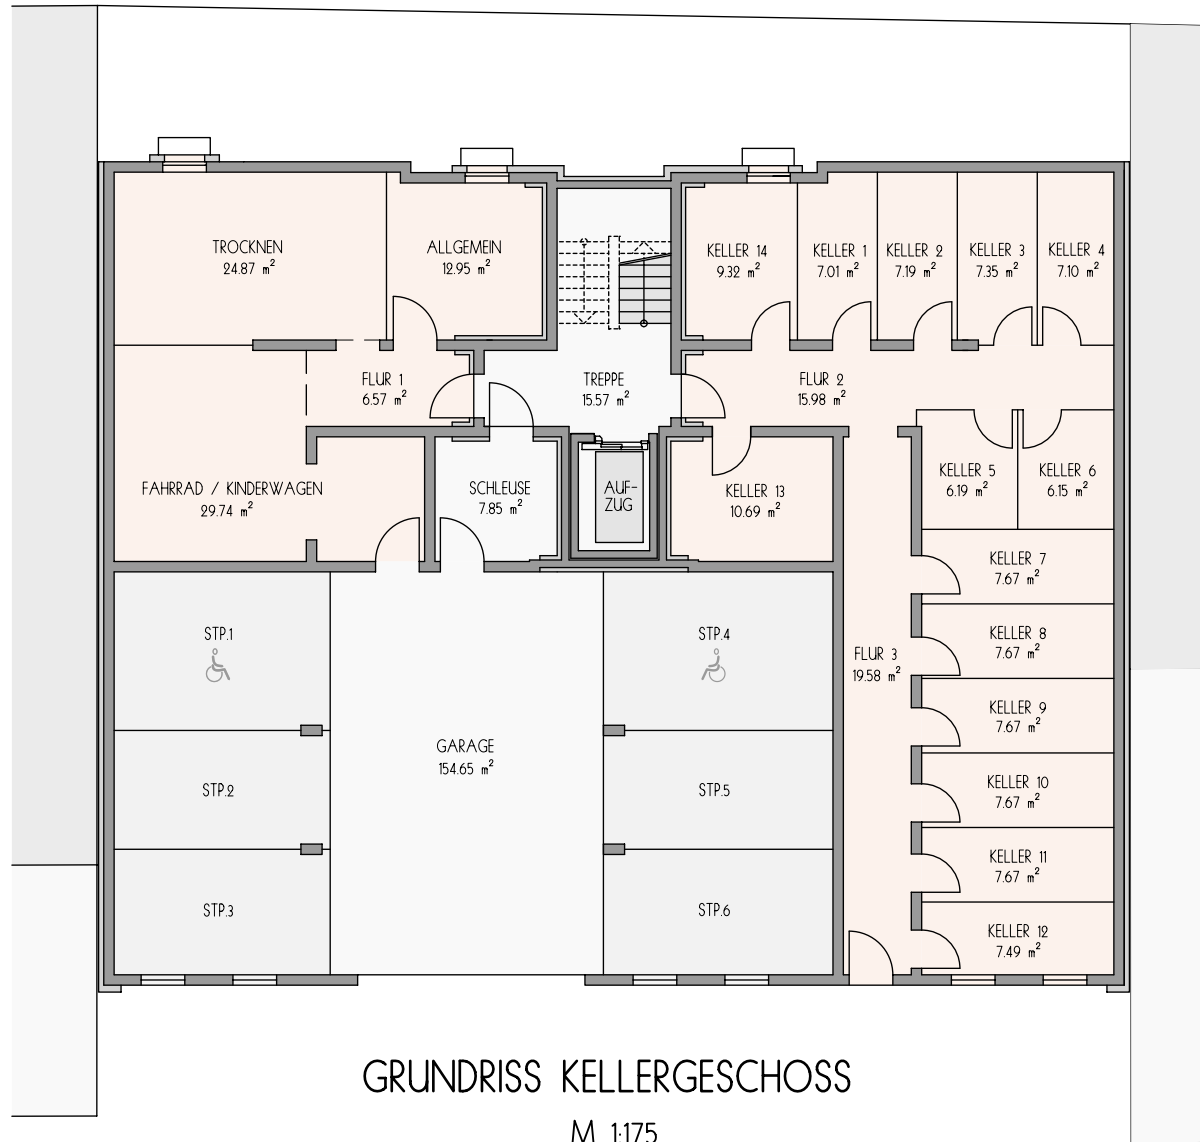 TROCKNEN
24.87 m²
ALLGEMEIN
12.95 m²
KELLER 14
9.32 m²
KELLER 1
7.01 m²
KELLER 2
7.19 m²
KELLER 3
7.35 m²
KELLER 4
7.10 m²
FLUR 1
6.57 m²
TREPPE
15.57 m²
FLUR 2
15.98 m²
FAHRRAD / KINDERWAGEN
29.74 m²
SCHLEUSE
7.85 m²
AUF-
ZUG
KELLER 13
10.69 m²
KELLER 5
6.19 m²
KELLER 6
6.15 m²
KELLER 7
7.67 m²
STP.1
STP.4
KELLER 8
7.67 m²
FLUR 3
19.58 m²
KELLER 9
7.67 m²
GARAGE
154.65 m²
STP.2
STP.5
KELLER 10
7.67 m²
KELLER 11
7.67 m²
STP.3
STP.6
KELLER 12
7.49 m²
GRUNDRISS KELLERGESCHOSS
M 1:175